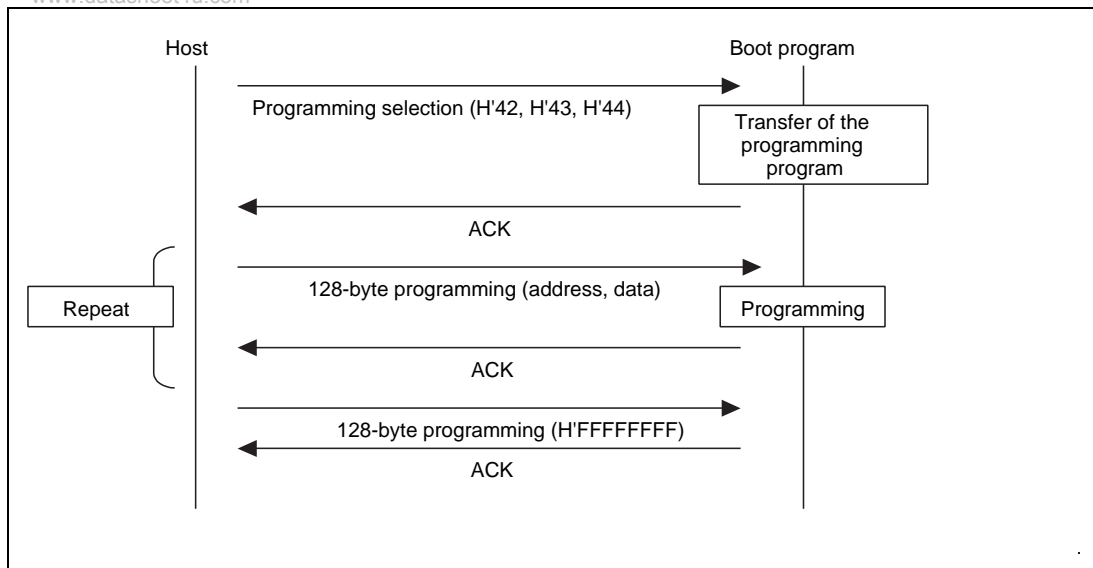 Host
Boot program
Programming selection (H'42, H'43, H'44)
Transfer of the
programming
program
ACK
128-byte programming (address, data)
Repeat
Programming
ACK
128-byte programming (H'FFFFFFFF)
ACK